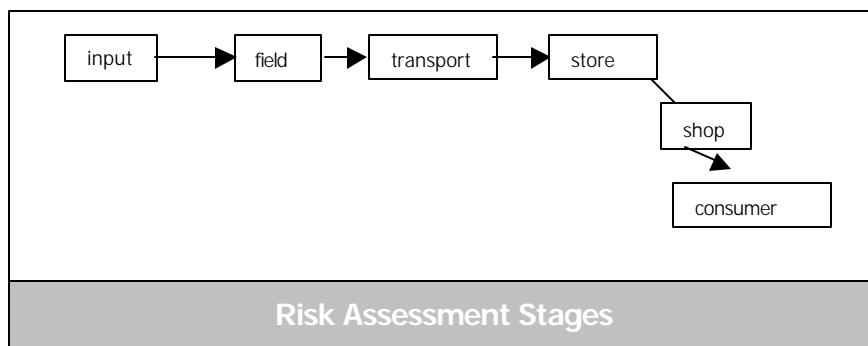 input
field
transport
store
shop
consumer
Risk Assessment Stages